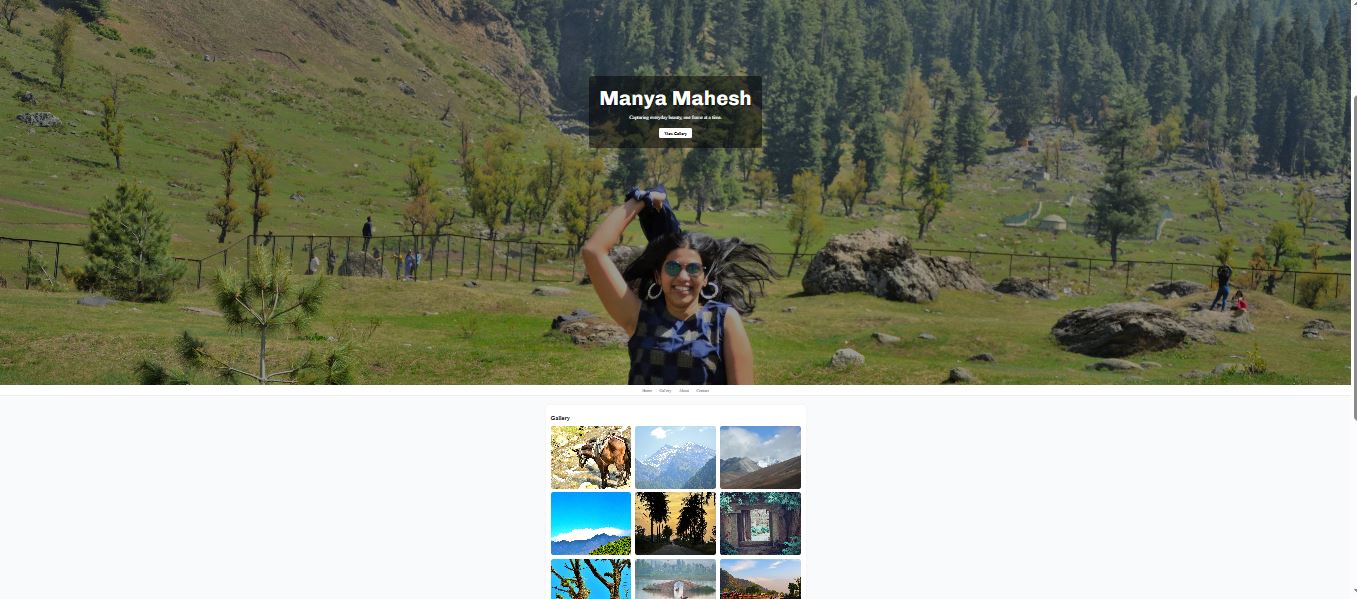 Manya Mahesh
Capturing everyday beauty, one frame at a time.
View Gallery
Home Gallery About Contact
Gallery